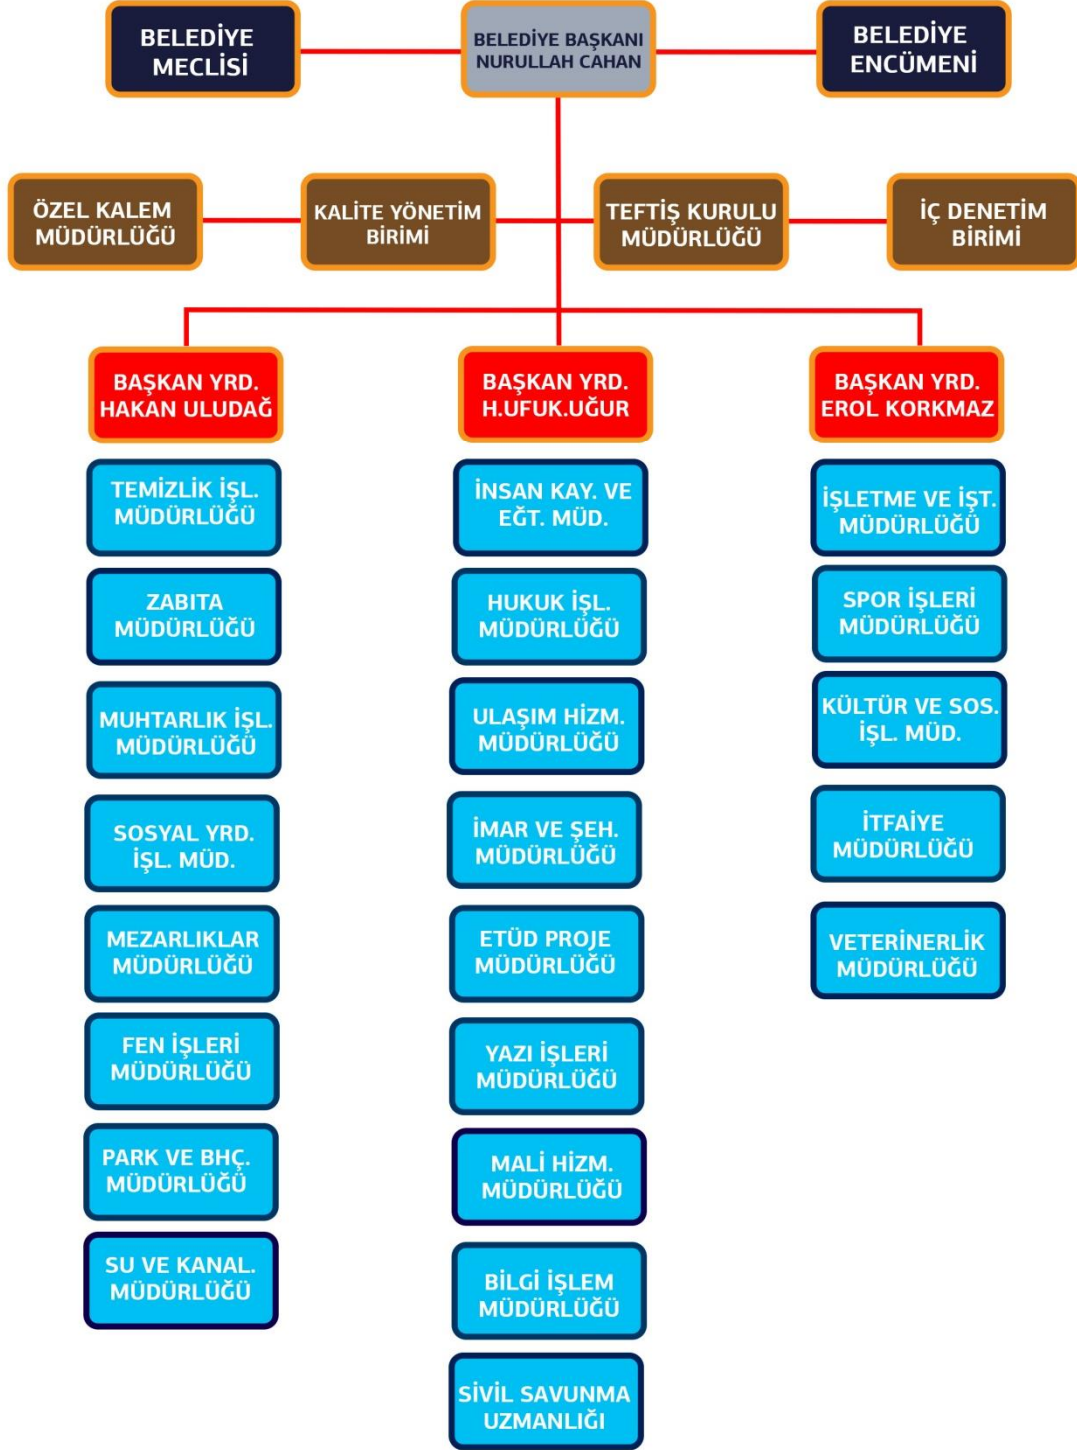 BELEDİYE
MECLİSİ
BELEDİYE BAŞKANI
NURULLAH CAHAN
BELEDİYE
ENCÜMENİ
ÖZEL KALEM
MÜDÜRLÜĞÜ
KALİTE YÖNETİM
BİRİMİ
TEFTİŞ KURULU
MÜDÜRLÜĞÜ
İÇ DENETİM
BİRİMİ
BAŞKAN YRD.
HAKAN ULUDAĞ
TEMİZLİK İŞL.
MÜDÜRLÜĞÜ
ZABITA
MÜDÜRLÜĞÜ
MUHTARLIK İŞL.
MÜDÜRLÜĞÜ
SOSYAL YRD.
İŞL. MÜD.
MEZARLIKLAR
MÜDÜRLÜĞÜ
FEN İŞLERİ
MÜDÜRLÜĞÜ
PARK VE BHÇ.
MÜDÜRLÜĞÜ
SU VE KANAL.
MÜDÜRLÜĞÜ
BAŞKAN YRD.
H.UFUK.UĞUR
İNSAN KAY. VE
EĞT. MÜD.
HUKUK İŞL.
MÜDÜRLÜĞÜ
ULAŞIM HİZM.
MÜDÜRLÜĞÜ
İMAR VE ŞEH.
MÜDÜRLÜĞÜ
ETÜD PROJE
MÜDÜRLÜĞÜ
YAZI İŞLERİ
MÜDÜRLÜĞÜ
MALİ HİZM.
MÜDÜRLÜĞÜ
BİLGİ İŞLEM
MÜDÜRLÜĞÜ
SİVİL SAVUNMA
UZMANLIĞI
BAŞKAN YRD.
EROL KORKMAZ
İŞLETME VE İŞT.
MÜDÜRLÜĞÜ
SPOR İŞLERİ
MÜDÜRLÜĞÜ
KÜLTÜR VE SOS.
İŞL. MÜD.
İTFAİYE
MÜDÜRLÜĞÜ
VETERİNERLİK
MÜDÜRLÜĞÜ